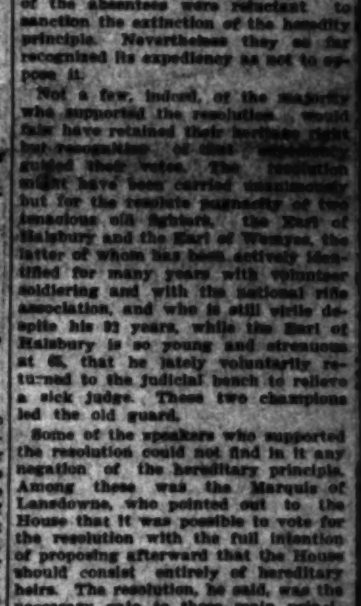 of the absentees were reluctant to
sanction the extinction of the heredity
principle. Nevertheless they so far
recognized its expediency as not to op-
pose it.
Not a few, indeed, of the majority
who supported the resolution would
fain have retained their heritage right
but recognition of that
guided their votes. The resolution
might have been carried unanimously
but for the resolute pugnacity of two
tenacious old fighters, the Earl of
Halsbury and the Earl of Wemyss, the
latter of whom has been actively iden-
tified for many years with volunteer
soldiering and with the national rifle
association, and who is still virile de-
spite his 92 years, while the Earl of
Halsbury is so young and strenuous
at that he lately voluntarily re-
turned to the judicial bench to relieve
a sick judge. These two champions
led the old guard.
Some of the speakers who supported
the resolution could not find in it any
negation of the hereditary principle.
Among these was the Marquis of
Lansdowne, who pointed out to the
House that it was possible to vote for
the resolution with the full intention
of proposing afterward that the House
should consist entirely of hereditary
heirs. The resolution, he said, was the